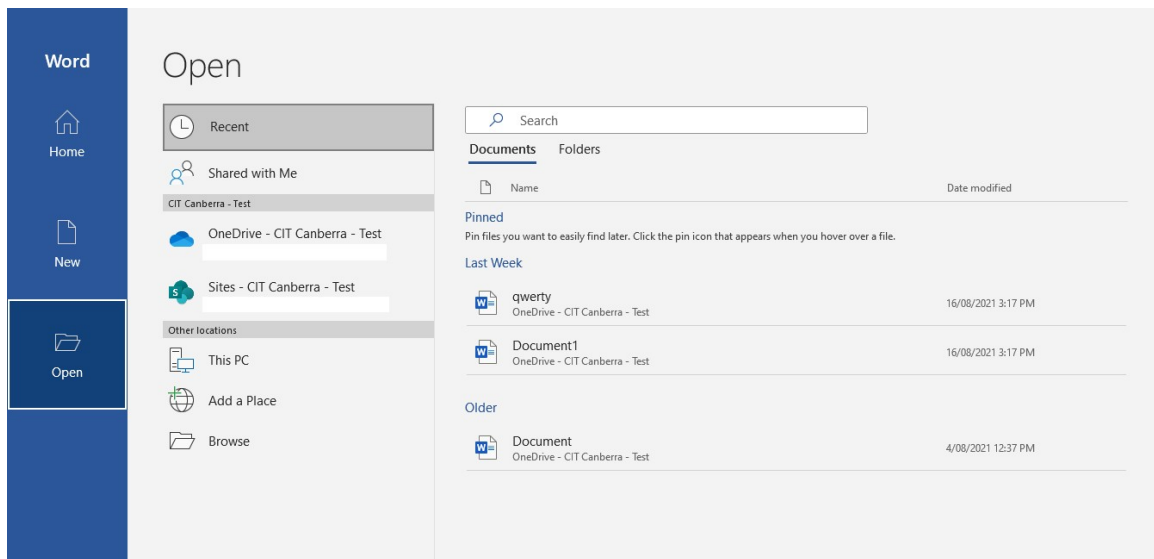 Word
Home
New
Open
Open
Recent
Shared with Me
CIT Canberra - Test
OneDrive - CIT Canberra - Test
Sites - CIT Canberra - Test
Other locations
This PC
Add a Place
Browse
Search
Documents Folders
Name Date modified
Pinned
Pin files you want to easily find later. Click the pin icon that appears when you hover over a file.
Last Week
qwerty 16/08/2021 3:17 PM
OneDrive - CIT Canberra - Test
Document1 16/08/2021 3:17 PM
OneDrive - CIT Canberra - Test
Older
Document 4/08/2021 12:37 PM
OneDrive - CIT Canberra - Test